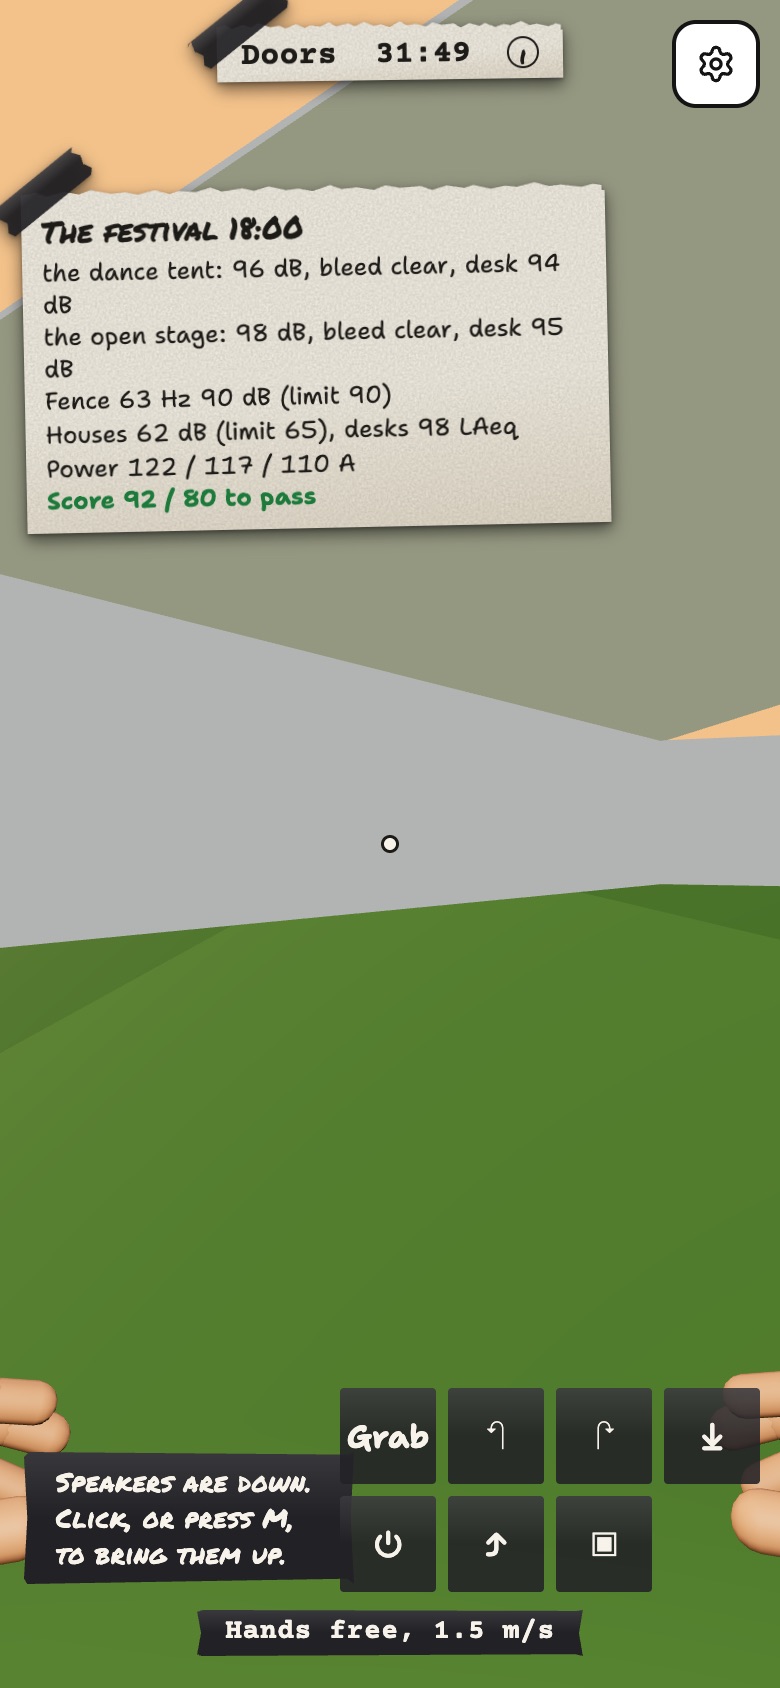 Doors 31:49
The festival 18:00
the dance tent: 96 dB, bleed clear, desk 94
dB
the open stage: 98 dB, bleed clear, desk 95
dB
Fence 63 Hz 90 dB (limit 90)
Houses 62 dB (limit 65), desks 98 LAeq
Power 122 / 117 / 110 A
Score 92 / 80 to pass
Grab
Speakers are down.
Click, or press M,
to bring them up.
Hands free, 1.5 m/s